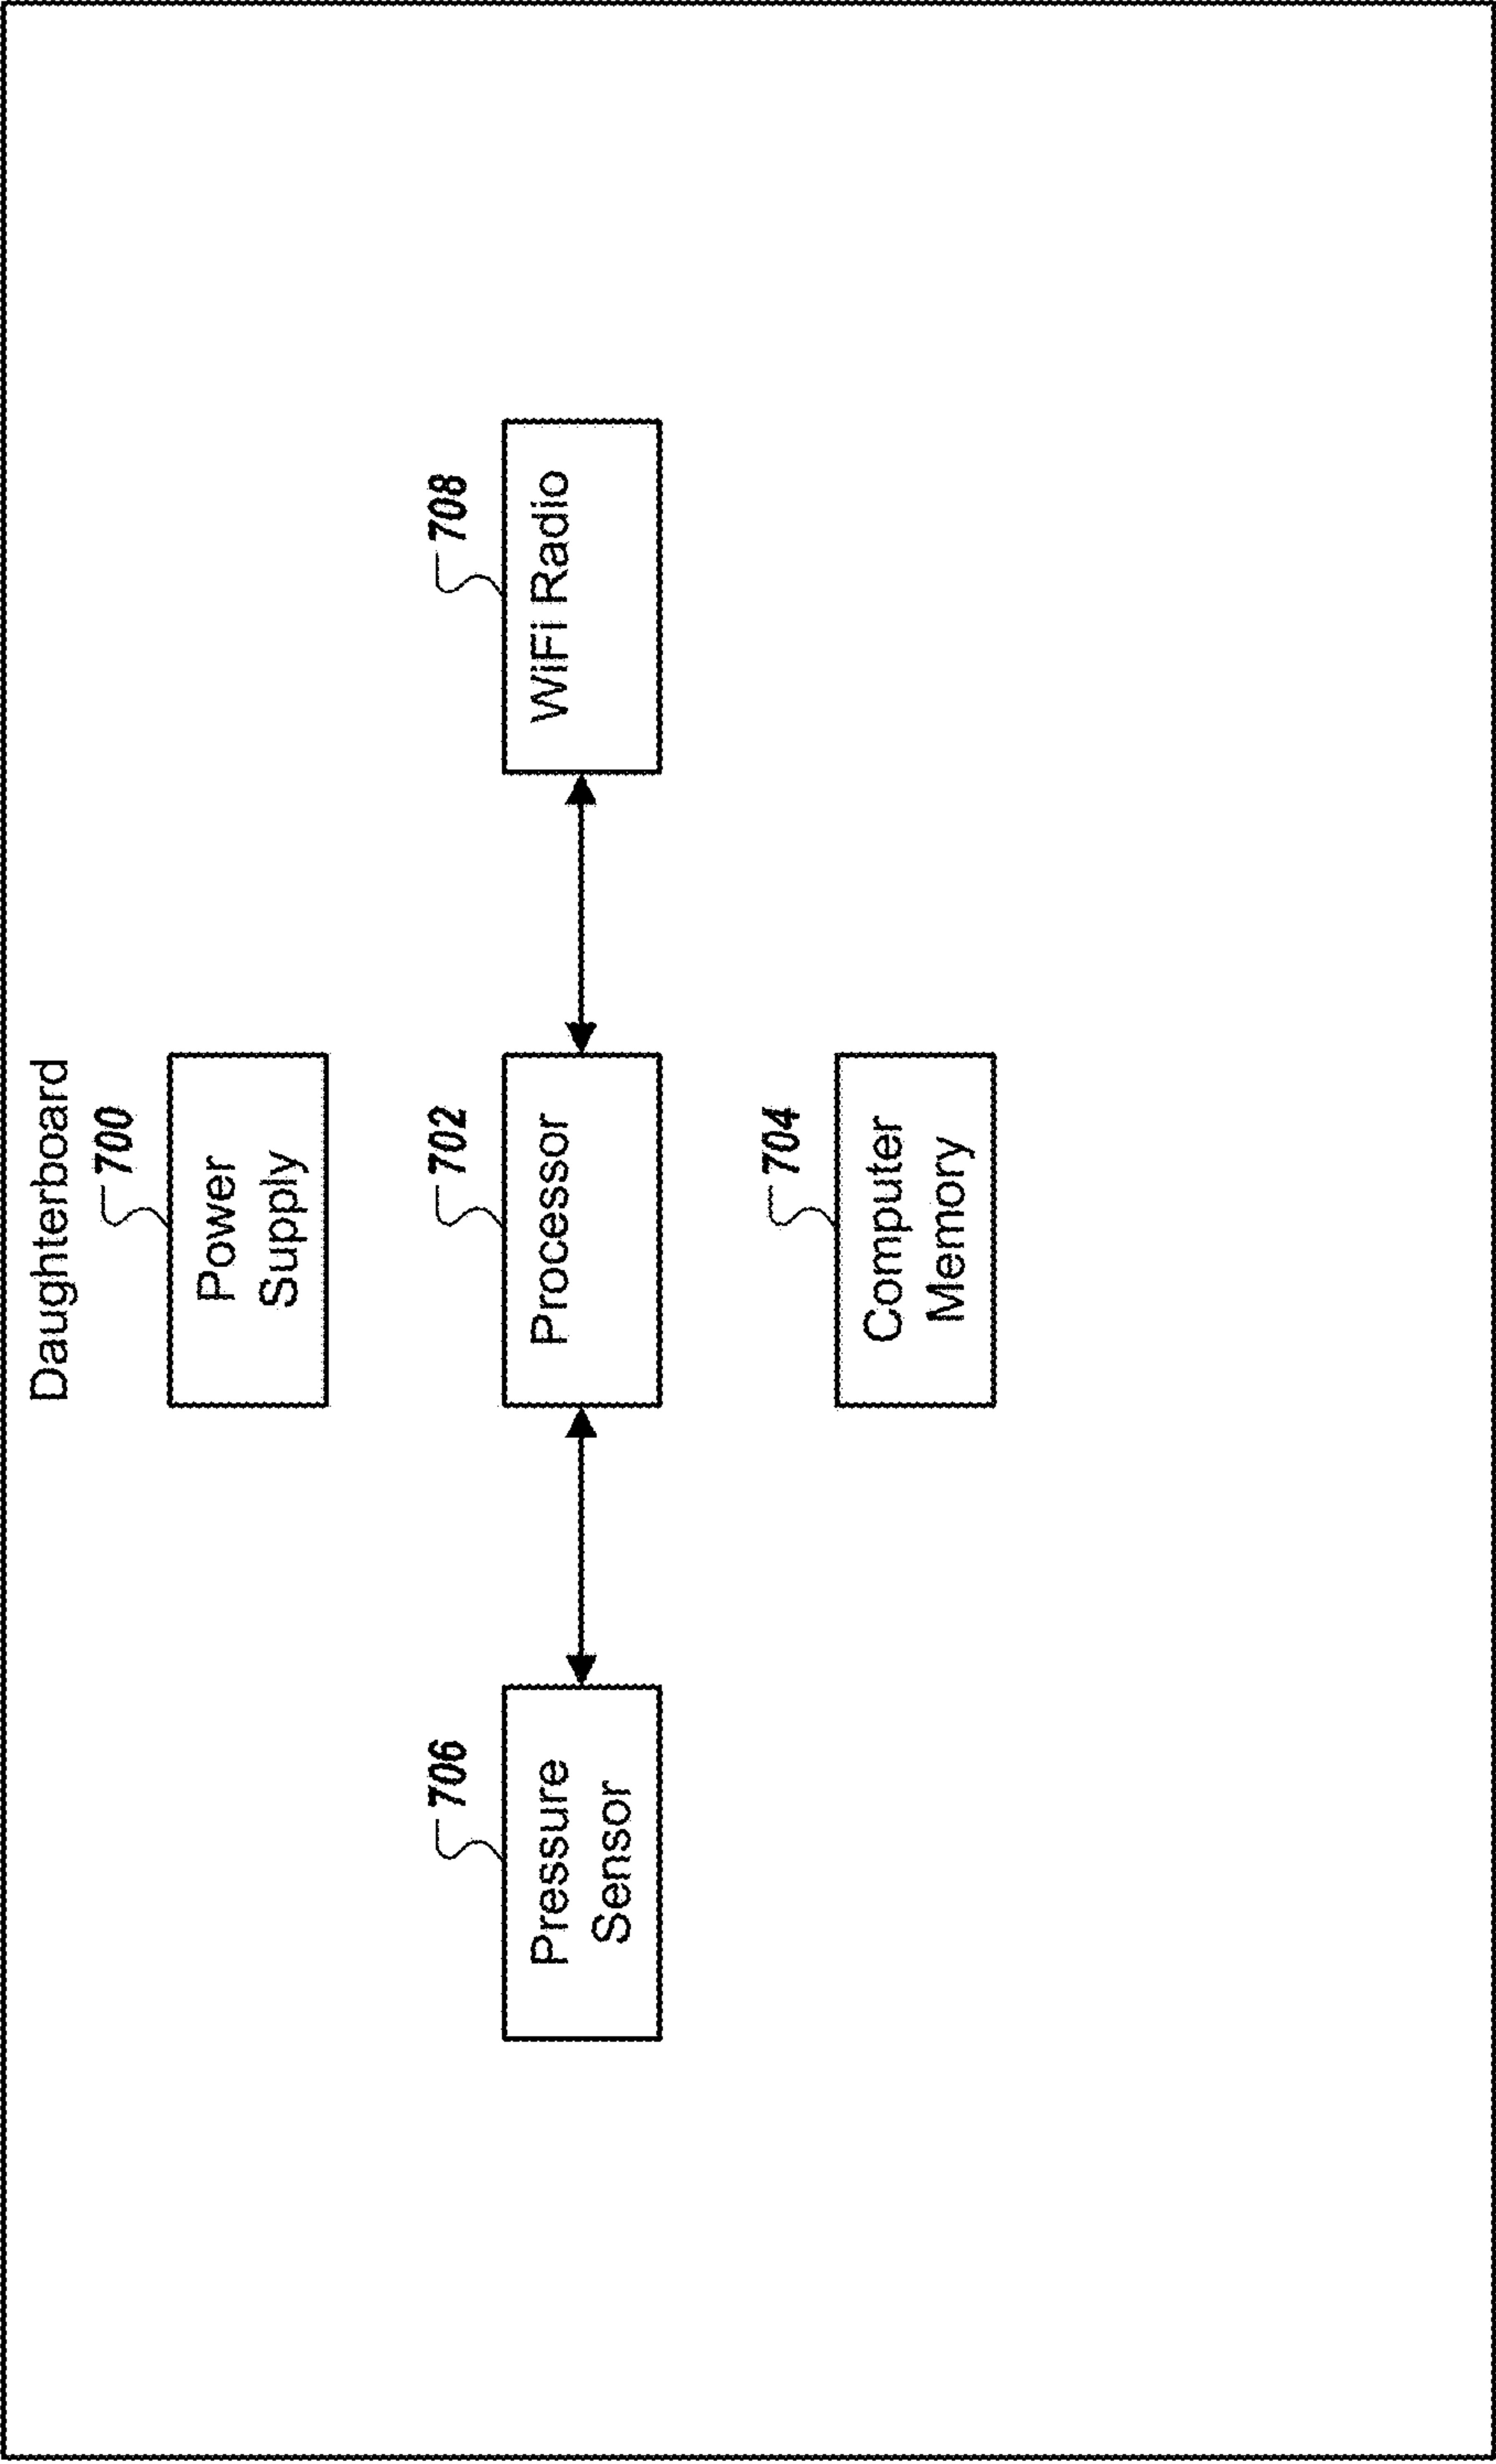 Daughterboard
700
Power
Supply
706
Pressure
Sensor
702
Processor
708
WiFi Radio
704
Computer
Memory